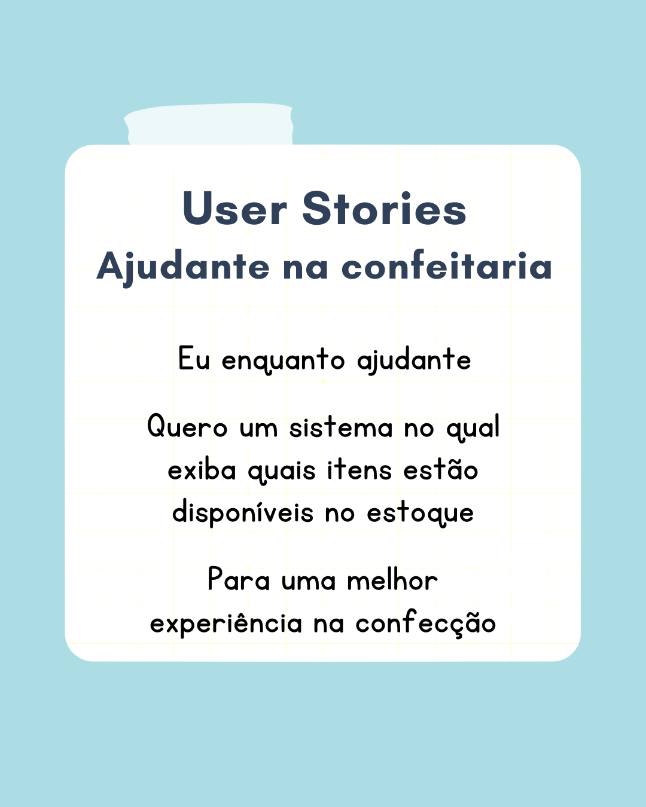 User Stories
Ajudante na confeitaria
Eu enquanto ajudante
Quero um sistema no qual
exiba quais itens estão
disponíveis no estoque
Para uma melhor
experiência na confecção